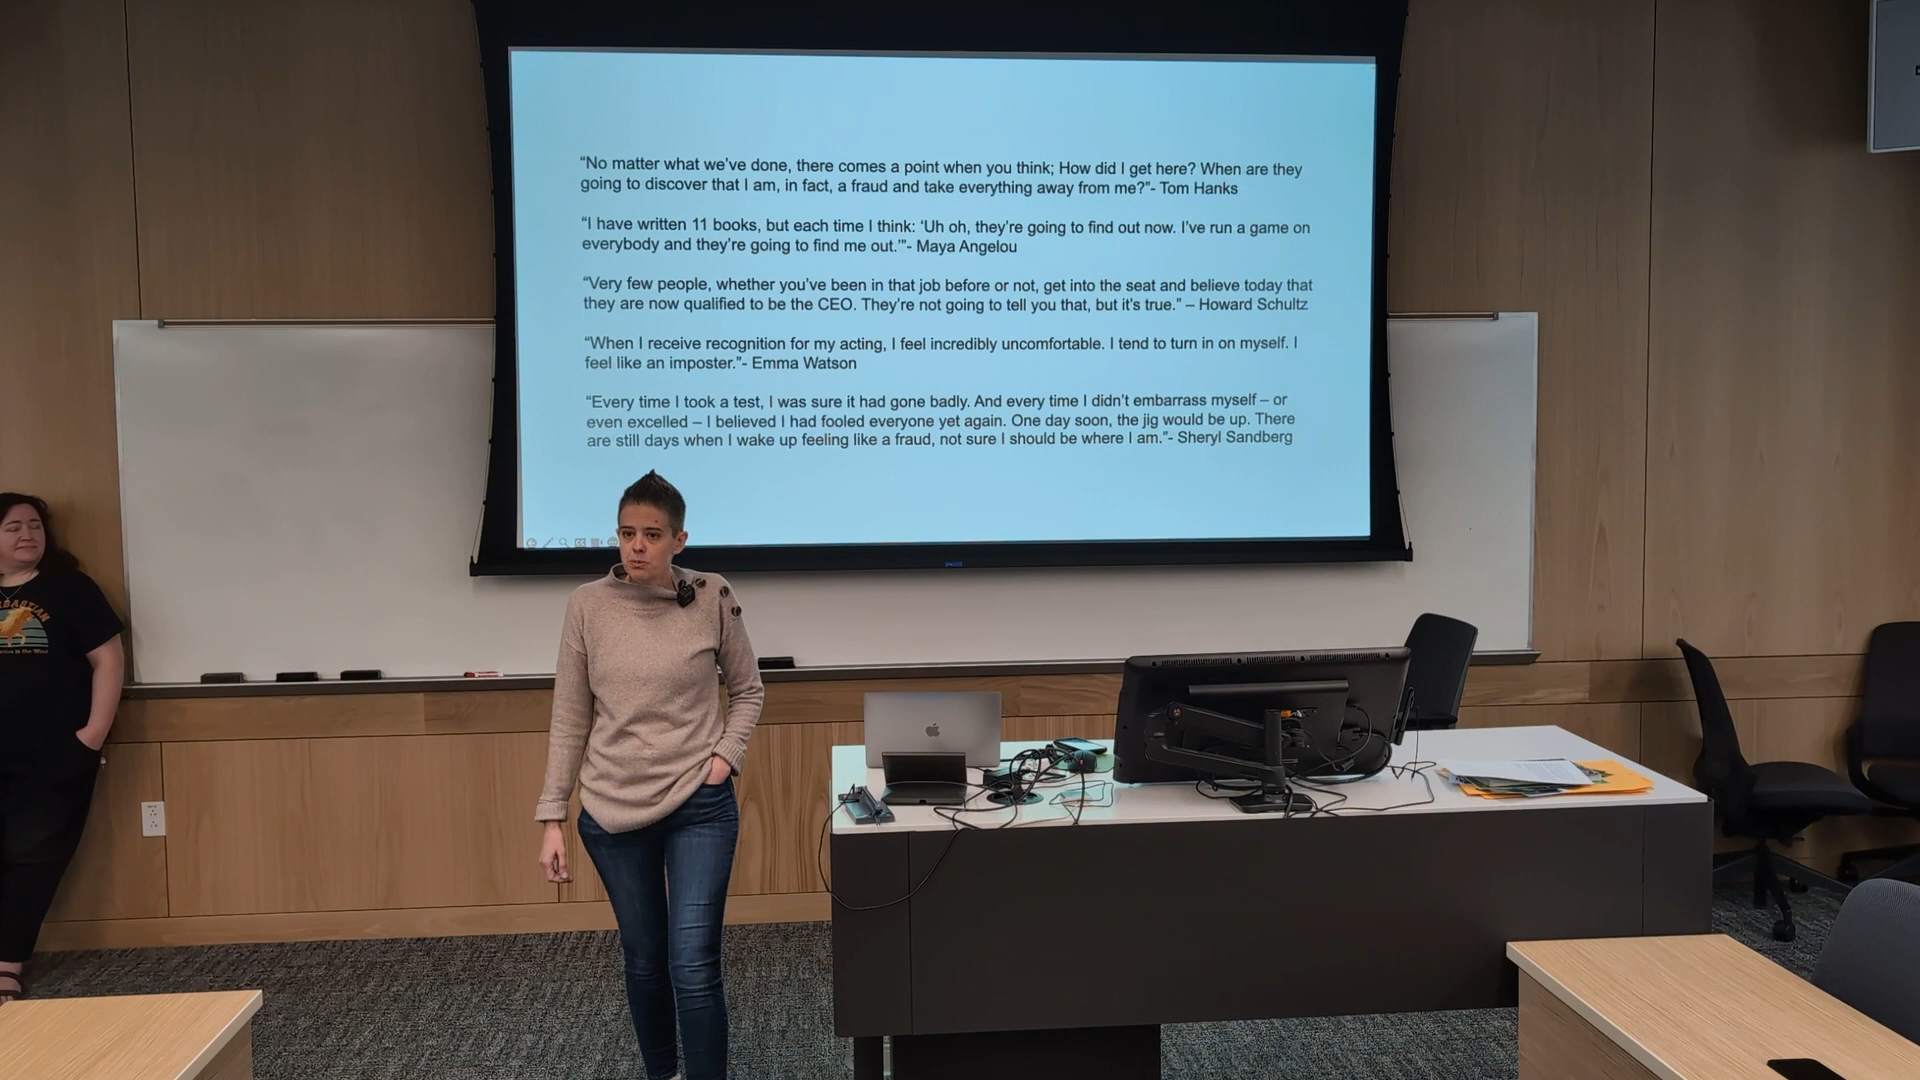 “No matter what we’ve done, there comes a point when you think; How did I get here? When are they
going to discover that I am, in fact, a fraud and take everything away from me?”- Tom Hanks
“I have written 11 books, but each time I think: ‘Uh oh, they’re going to find out now. I’ve run a game on
everybody and they’re going to find me out.’”- Maya Angelou
“Very few people, whether you’ve been in that job before or not, get into the seat and believe today that
they are now qualified to be the CEO. They’re not going to tell you that, but it’s true.” – Howard Schultz
“When I receive recognition for my acting, I feel incredibly uncomfortable. I tend to turn in on myself. I
feel like an imposter.”- Emma Watson
“Every time I took a test, I was sure it had gone badly. And every time I didn’t embarrass myself – or
even excelled – I believed I had fooled everyone yet again. One day soon, the jig would be up. There
are still days when I wake up feeling like a fraud, not sure I should be where I am.”- Sheryl Sandberg